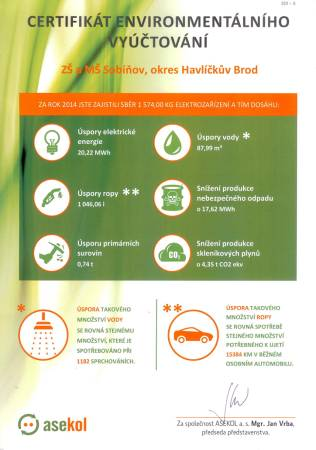 CERTIFIKÁT ENVIRONMENTÁLNÍHO
VYÚČTOVÁNÍ
ZŠ a MŠ Sobíňov, okres Havlíčkův Brod
ZA ROK 2014 JSTE ZAJISTILI SBĚR 1 574,00 KG ELEKTROZAŘÍZENÍ A TÍM DOSÁHLI:
Úspory elektrické
energie
20,22 MWh
Úspory vody *
87,99 m³
Úspory ropy **
1 046,06 l
Snížení produkce
nebezpečného odpadu
o 17,62 MWh
Úsporu primárních
surovin
0,74 t
CO₂
Snížení produkce
skleníkových plynů
o 4,35 t CO2 ekv
*
ÚSPORA TAKOVÉHO
MNOŽSTVÍ VODY
SE ROVNÁ STEJNÉMU
MNOŽSTVÍ, KTERÉ JE
SPOTŘEBOVÁNO PŘI
1182 SPRCHOVÁNÍCH.
**
ÚSPORA TAKOVÉHO
MNOŽSTVÍ ROPY
SE ROVNÁ SPOTŘEBĚ
STEJNÉHO MNOŽSTVÍ
POTŘEBNÉHO K UJETÍ
15384 KM V BĚŽNÉM
OSOBNÍM AUTOMOBILU.
asekol
Za společnost ASEKOL a. s. Mgr. Jan Vrba,
předseda představenstva.